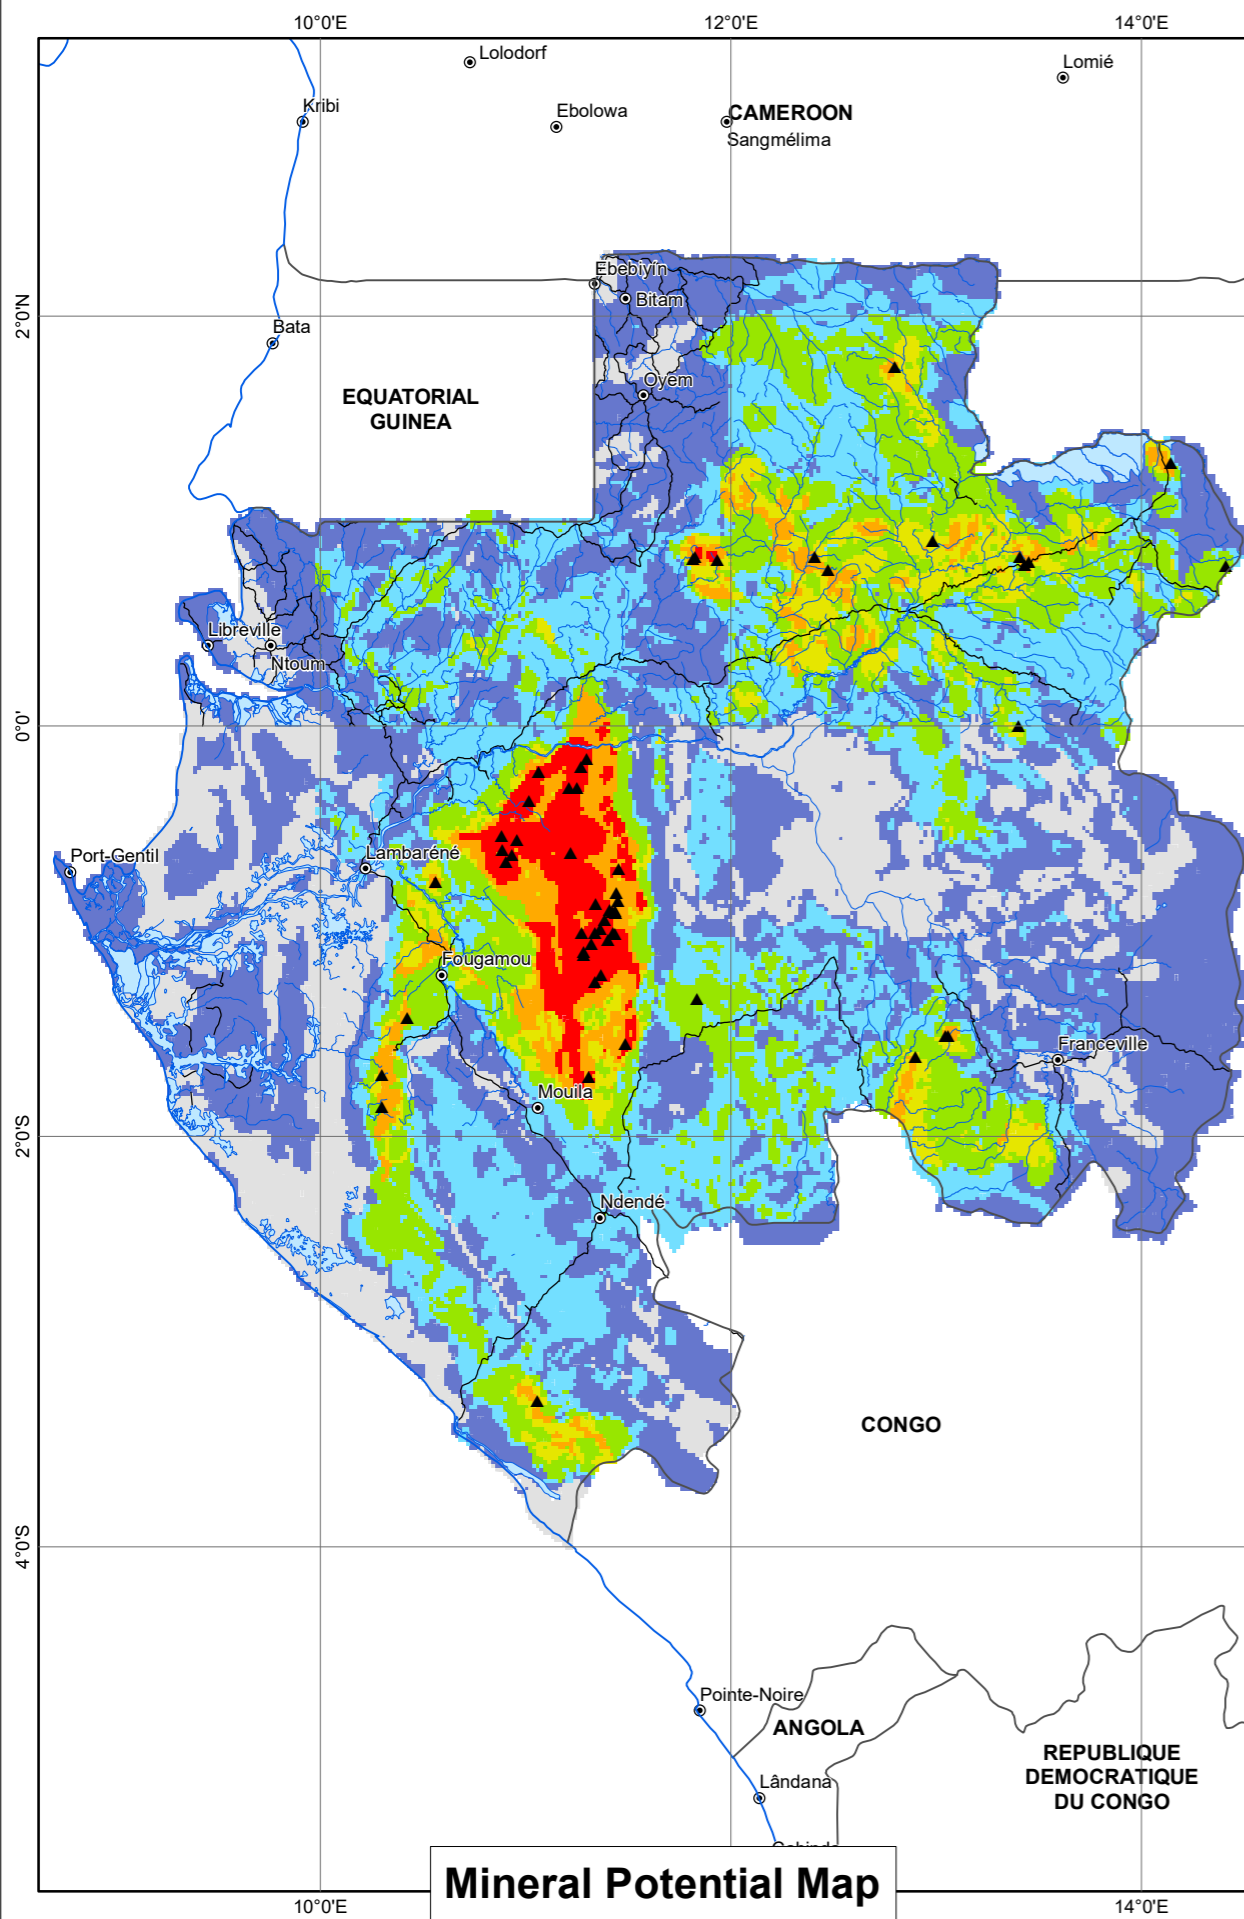 10°0'E
12°0'E
14°0'E
Lolodorf
Lomié
Kribi
Ebolowa
CAMEROON
Sangmélima
Ebebiyín
Bitam
2°0'N
Bata
Oyem
EQUATORIAL
GUINEA
Libreville
Ntoum
0°0'
Port-Gentil
Lambaréné
Fougamou
Franceville
Mouila
2°0'S
Ndendé
CONGO
4°0'S
Pointe-Noire
ANGOLA
REPUBLIQUE
DEMOCRATIQUE
DU CONGO
Lândana
Mineral Potential Map
10°0'E
14°0'E